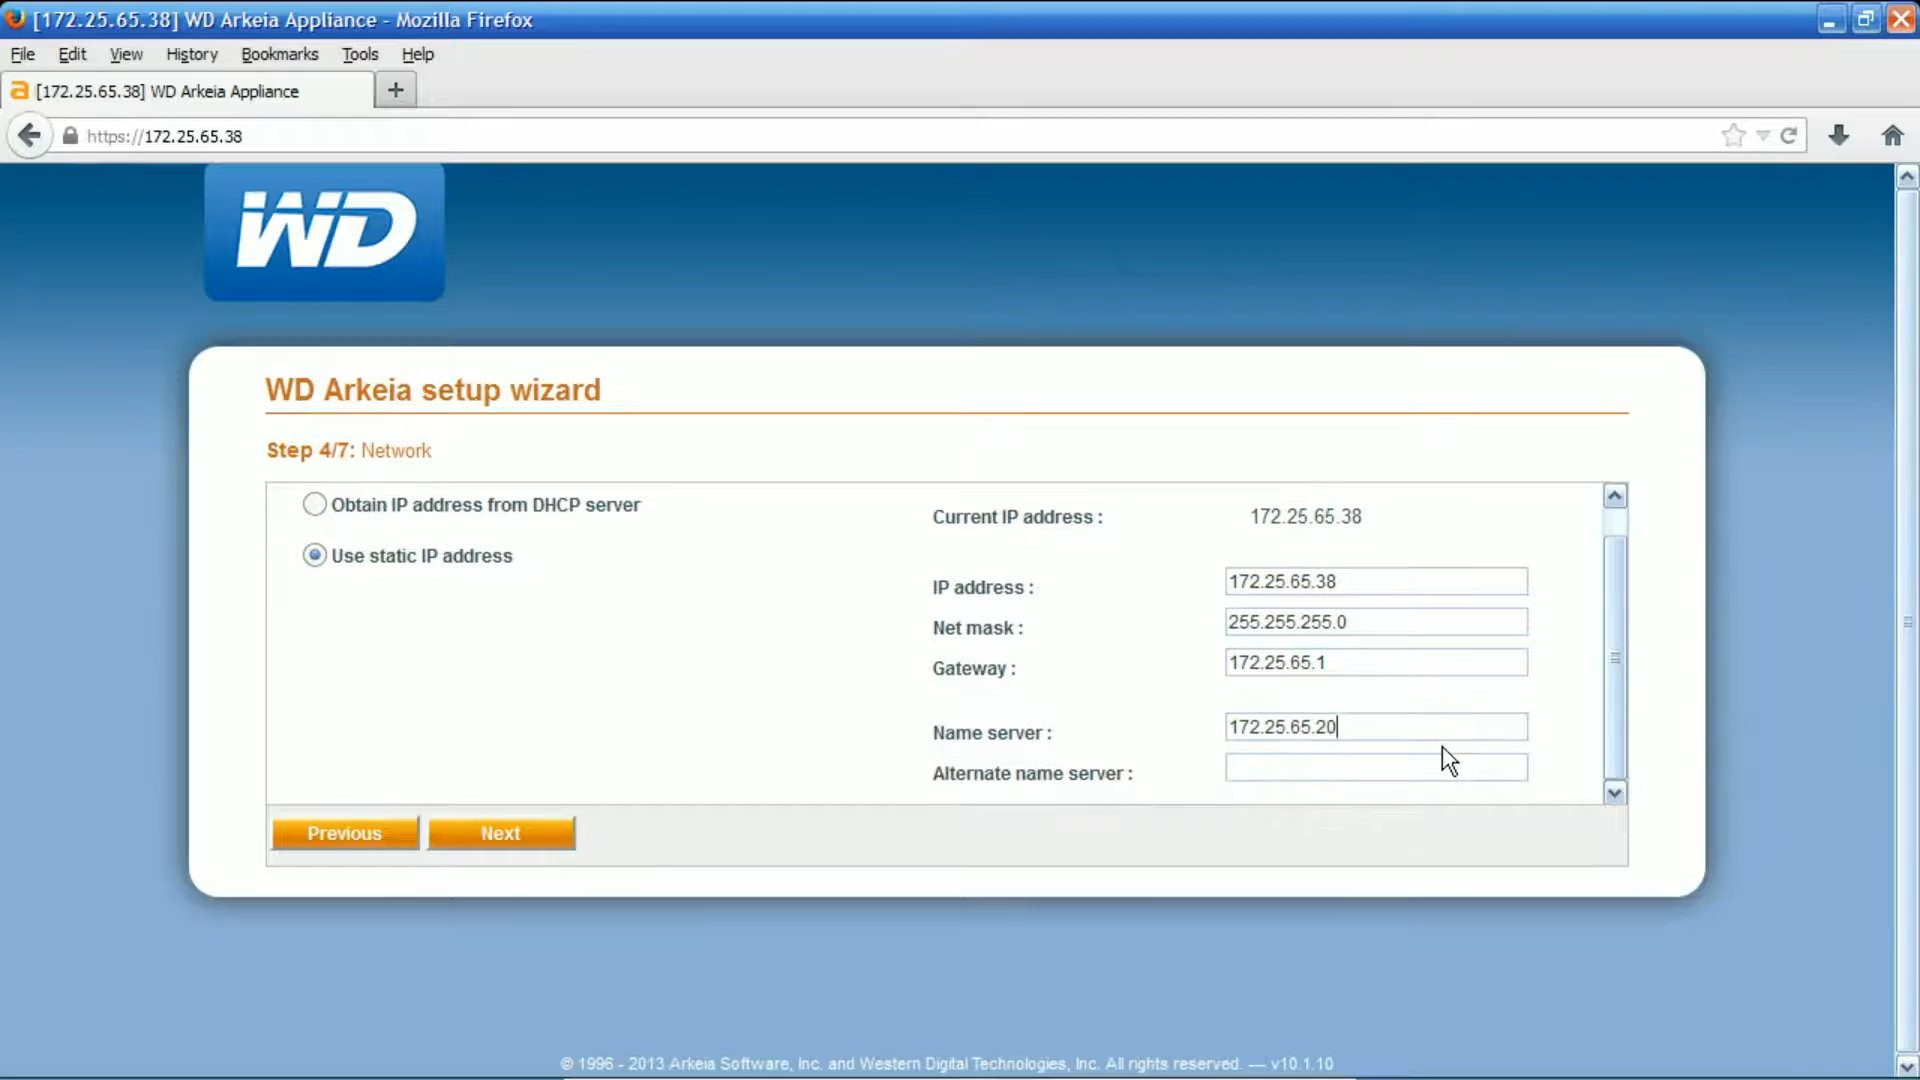 [172.25.65.38] WD Arkeia Appliance - Mozilla Firefox
File Edit View History Bookmarks Tools Help
[172.25.65.38] WD Arkeia Appliance
https://172.25.65.38
WD
WD Arkeia setup wizard
Step 4/7: Network
Obtain IP address from DHCP server
Use static IP address
Current IP address : 172.25.65.38
IP address : 172.25.65.38
Net mask : 255.255.255.0
Gateway : 172.25.65.1
Name server : 172.25.65.20
Alternate name server :
Previous Next
© 1996 - 2013 Arkeia Software, Inc. and Western Digital Technologies, Inc. All rights reserved. — v10.1.10